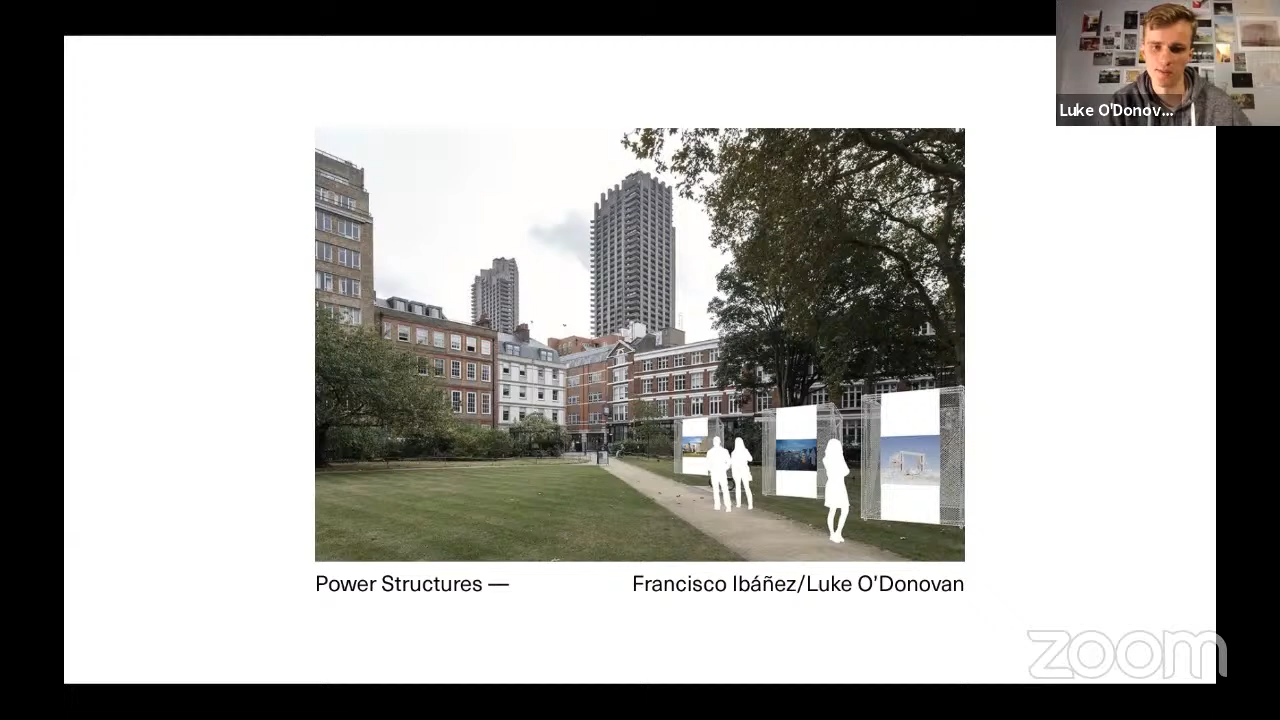 Luke O'Donov...
Power Structures — Francisco Ibáñez/Luke O’Donovan
zoom